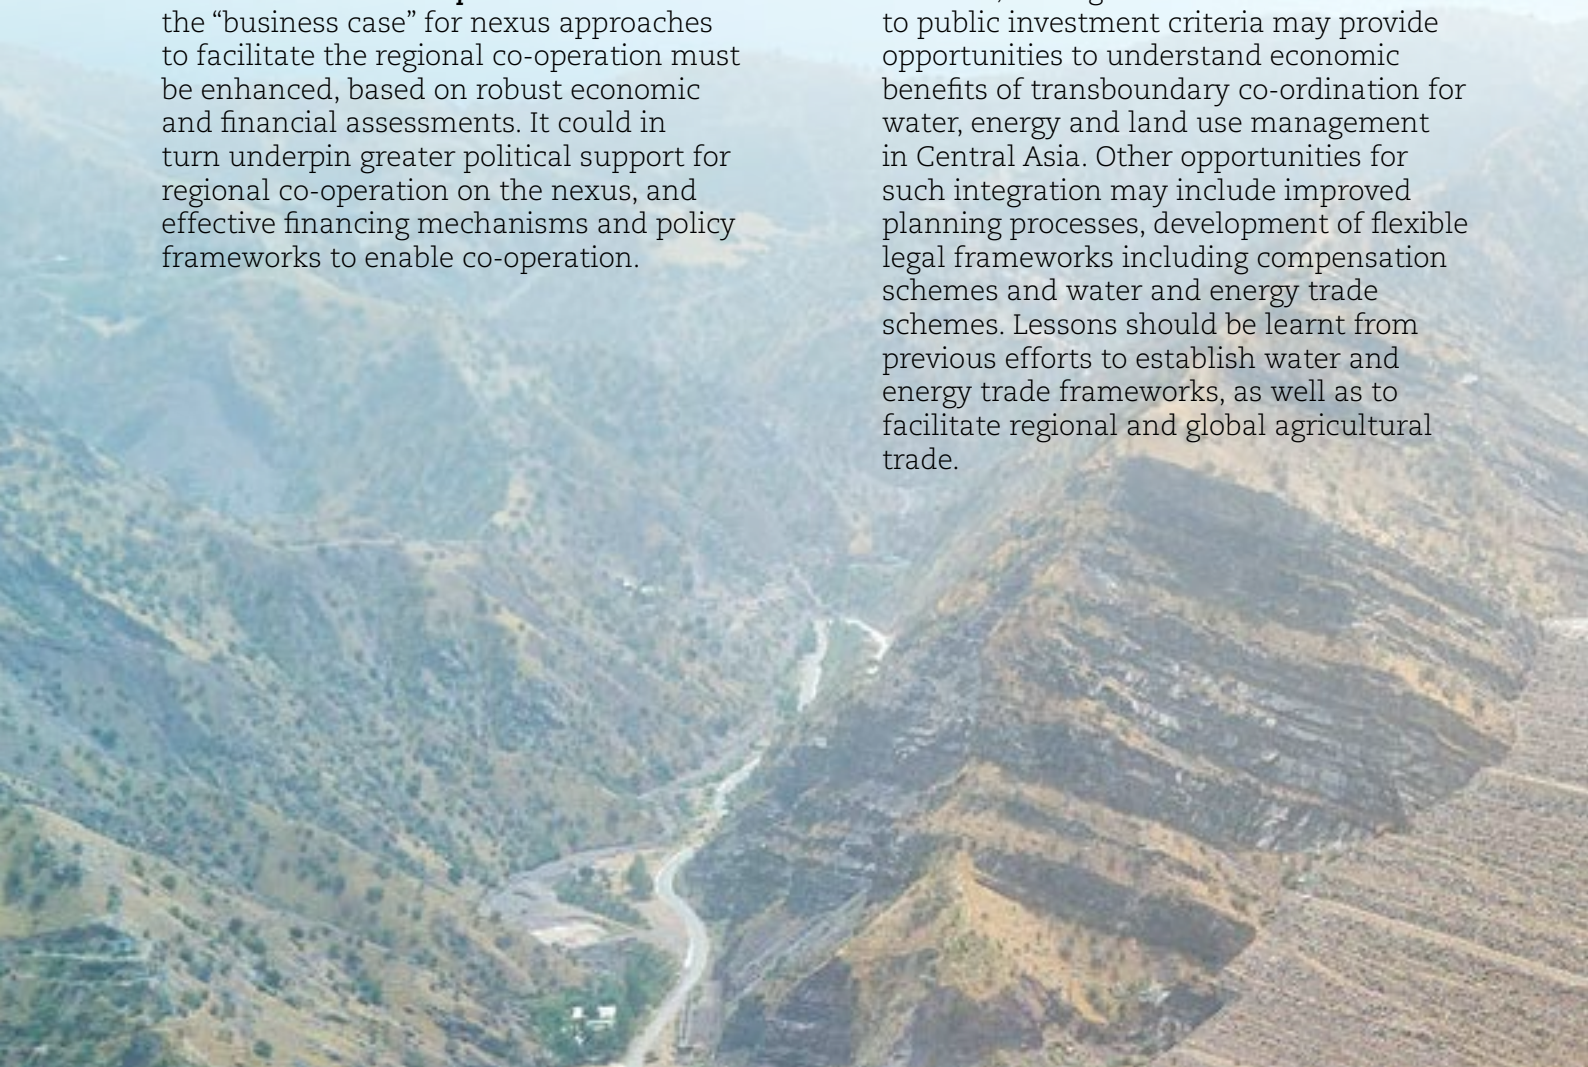 the “business case” for nexus approaches
to facilitate the regional co-operation must
be enhanced, based on robust economic
and financial assessments. It could in
turn underpin greater political support for
regional co-operation on the nexus, and
effective financing mechanisms and policy
frameworks to enable co-operation.
to public investment criteria may provide
opportunities to understand economic
benefits of transboundary co-ordination for
water, energy and land use management
in Central Asia. Other opportunities for
such integration may include improved
planning processes, development of flexible
legal frameworks including compensation
schemes and water and energy trade
schemes. Lessons should be learnt from
previous efforts to establish water and
energy trade frameworks, as well as to
facilitate regional and global agricultural
trade.